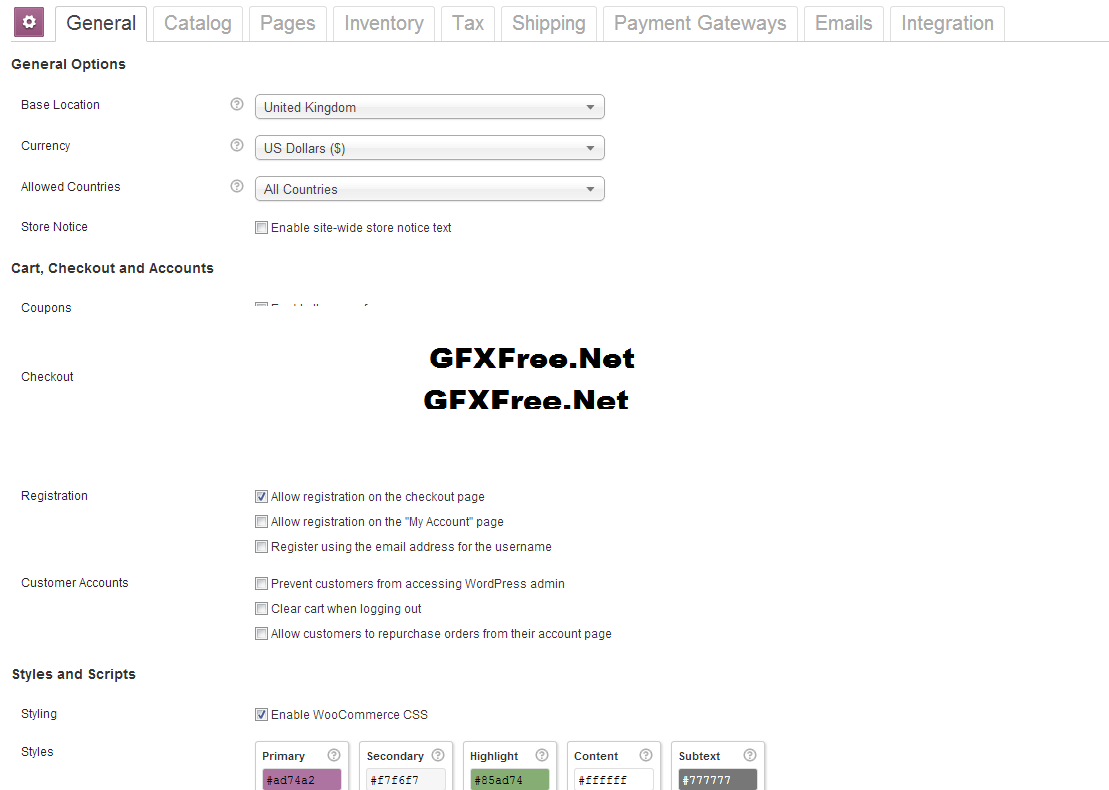 General Catalog Pages Inventory Tax Shipping Payment Gateways Emails Integration
General Options
Base Location United Kingdom
Currency US Dollars ($)
Allowed Countries All Countries
Store Notice Enable site-wide store notice text
Cart, Checkout and Accounts
Coupons
GFXFree.Net
Checkout
GFXFree.Net
Registration Allow registration on the checkout page
Allow registration on the "My Account" page
Register using the email address for the username
Customer Accounts Prevent customers from accessing WordPress admin
Clear cart when logging out
Allow customers to repurchase orders from their account page
Styles and Scripts
Styling Enable WooCommerce CSS
Styles Primary Secondary Highlight Content Subtext
#ad74a2 #f7f6f7 #85ad74 #ffffff #777777